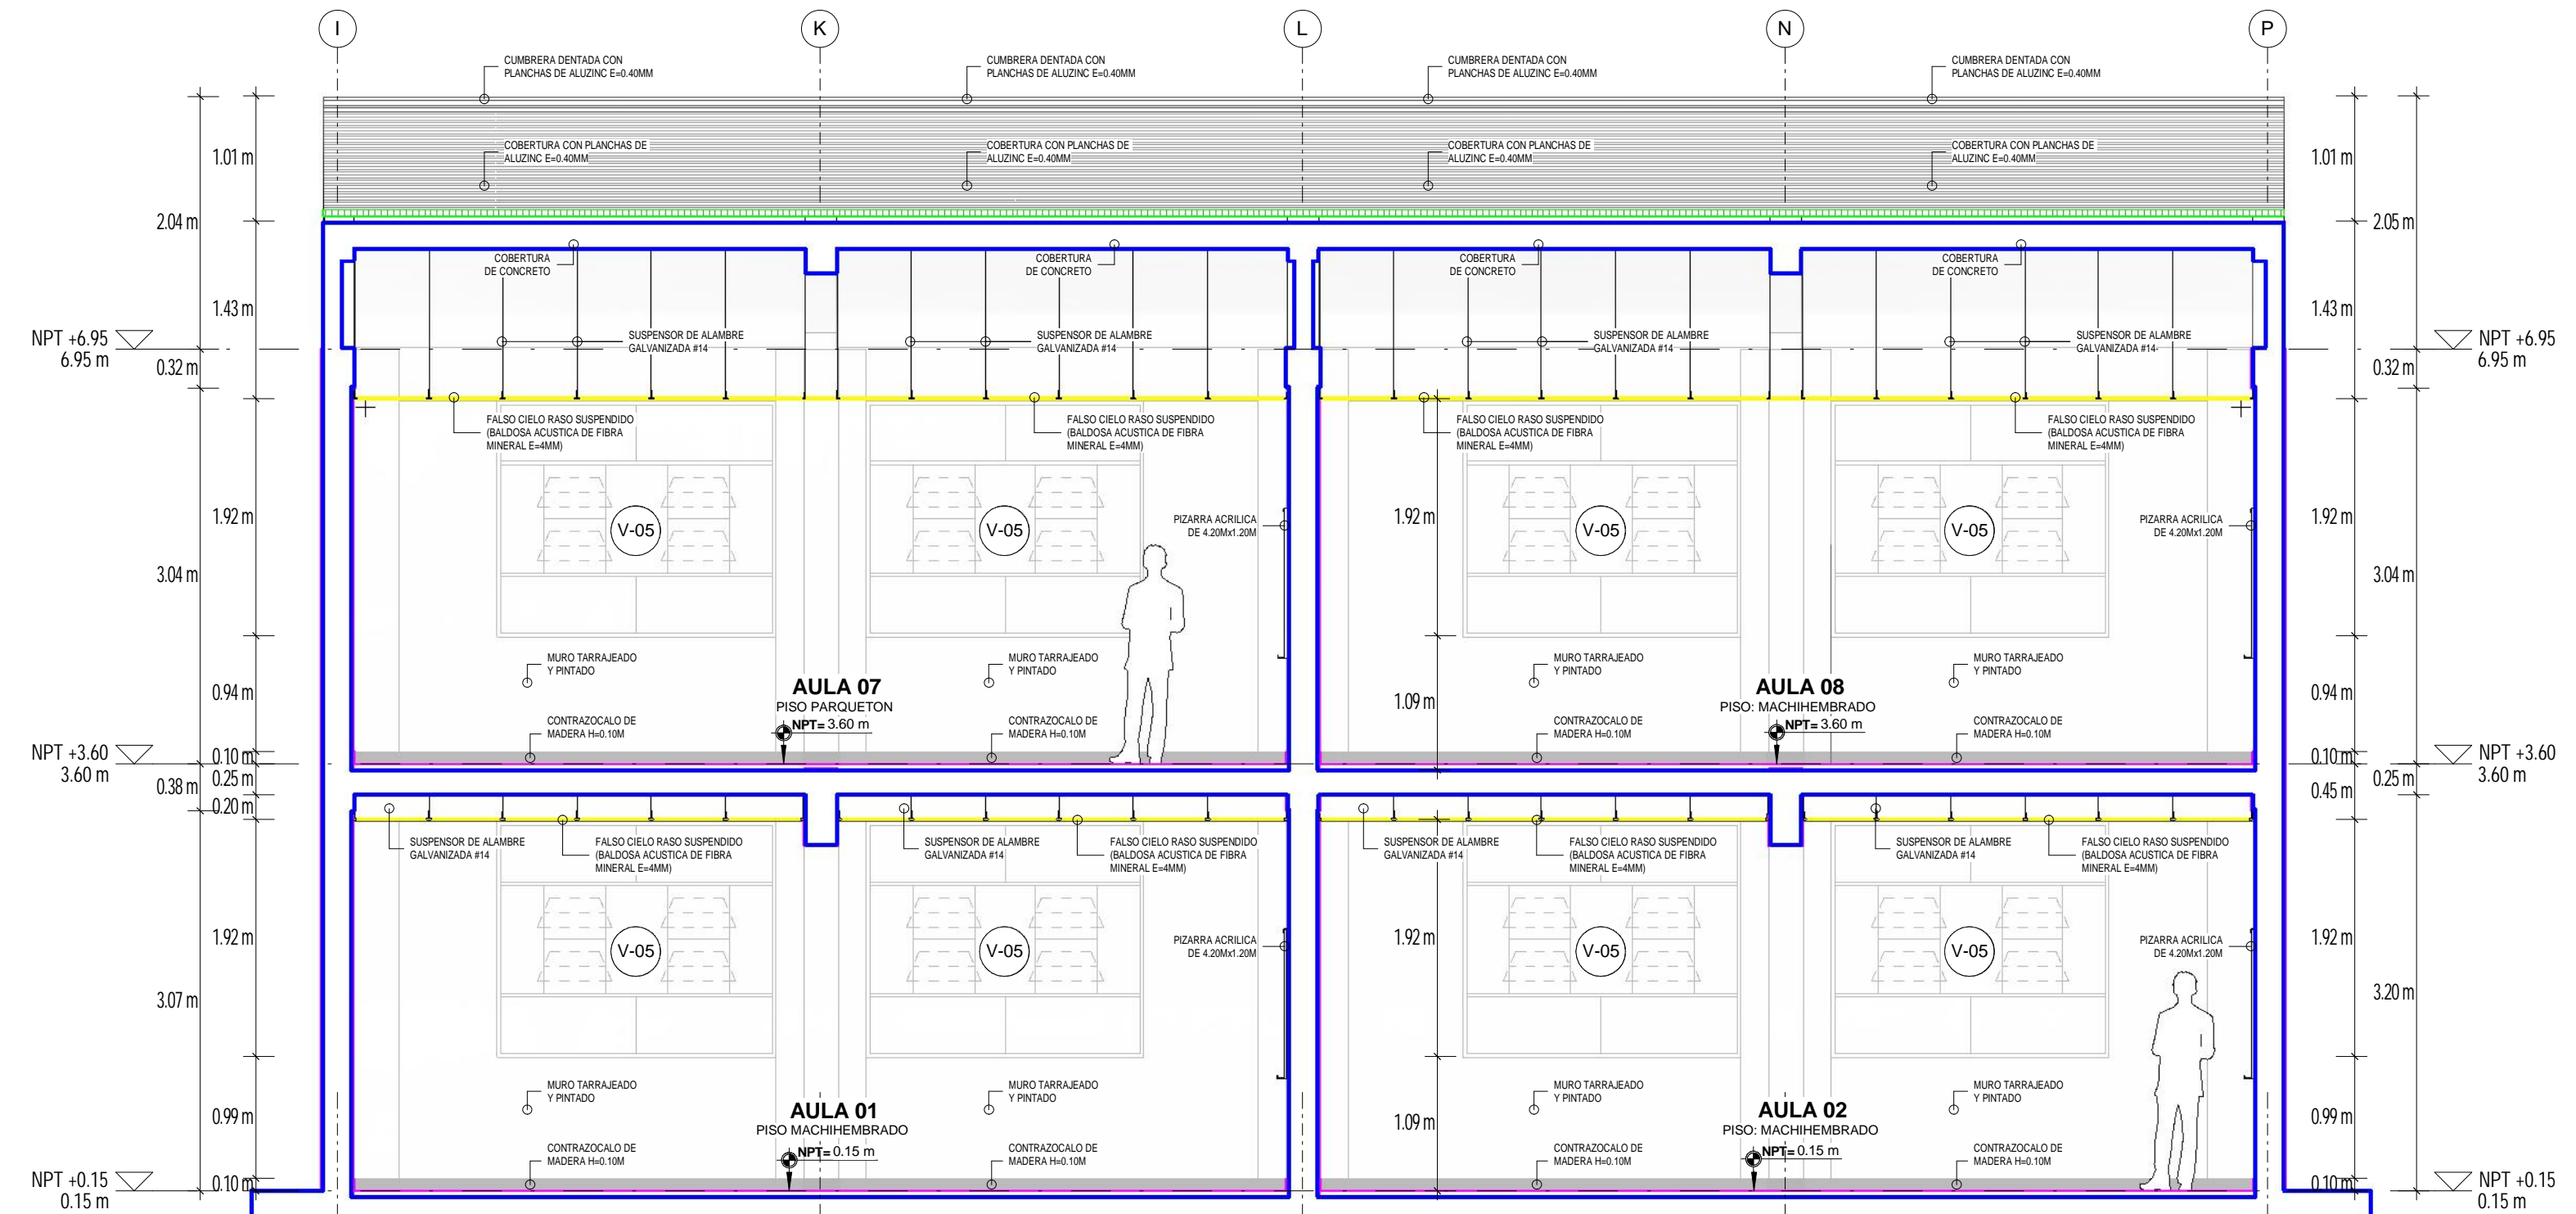 I
K
L
N
P
CUMBRERA DENTADA CON
PLANCHAS DE ALUZINC E=0.40MM
CUMBRERA DENTADA CON
PLANCHAS DE ALUZINC E=0.40MM
CUMBRERA DENTADA CON
PLANCHAS DE ALUZINC E=0.40MM
CUMBRERA DENTADA CON
PLANCHAS DE ALUZINC E=0.40MM
COBERTURA CON PLANCHAS DE
ALUZINC E=0.40MM
COBERTURA CON PLANCHAS DE
ALUZINC E=0.40MM
COBERTURA CON PLANCHAS DE
ALUZINC E=0.40MM
COBERTURA CON PLANCHAS DE
ALUZINC E=0.40MM
1.01 m
1.01 m
2.04 m
2.05 m
COBERTURA
DE CONCRETO
COBERTURA
DE CONCRETO
COBERTURA
DE CONCRETO
COBERTURA
DE CONCRETO
1.43 m
1.43 m
NPT +6.95
6.95 m
SUSPENSOR DE ALAMBRE
GALVANIZADA #14
SUSPENSOR DE ALAMBRE
GALVANIZADA #14
SUSPENSOR DE ALAMBRE
GALVANIZADA #14
SUSPENSOR DE ALAMBRE
GALVANIZADA #14
NPT +6.95
6.95 m
0.32 m
0.32 m
FALSO CIELO RASO SUSPENDIDO
(BALDOSA ACUSTICA DE FIBRA
MINERAL E=4MM)
FALSO CIELO RASO SUSPENDIDO
(BALDOSA ACUSTICA DE FIBRA
MINERAL E=4MM)
FALSO CIELO RASO SUSPENDIDO
(BALDOSA ACUSTICA DE FIBRA
MINERAL E=4MM)
FALSO CIELO RASO SUSPENDIDO
(BALDOSA ACUSTICA DE FIBRA
MINERAL E=4MM)
1.92 m
V-05
V-05
PIZARRA ACRILICA
DE 4.20Mx1.20M
1.92 m
V-05
V-05
PIZARRA ACRILICA
DE 4.20Mx1.20M
1.92 m
3.04 m
3.04 m
MURO TARRAJEADO
Y PINTADO
MURO TARRAJEADO
Y PINTADO
MURO TARRAJEADO
Y PINTADO
MURO TARRAJEADO
Y PINTADO
0.94 m
AULA 07
PISO PARQUETON
NPT= 3.60 m
1.09 m
AULA 08
PISO: MACHIHEMBRADO
NPT= 3.60 m
0.94 m
CONTRAZOCALO DE
MADERA H=0.10M
CONTRAZOCALO DE
MADERA H=0.10M
CONTRAZOCALO DE
MADERA H=0.10M
CONTRAZOCALO DE
MADERA H=0.10M
NPT +3.60
3.60 m
0.10 m
0.10 m
NPT +3.60
3.60 m
0.38 m
0.25 m
0.25 m
0.20 m
0.45 m
SUSPENSOR DE ALAMBRE
GALVANIZADA #14
FALSO CIELO RASO SUSPENDIDO
(BALDOSA ACUSTICA DE FIBRA
MINERAL E=4MM)
SUSPENSOR DE ALAMBRE
GALVANIZADA #14
FALSO CIELO RASO SUSPENDIDO
(BALDOSA ACUSTICA DE FIBRA
MINERAL E=4MM)
SUSPENSOR DE ALAMBRE
GALVANIZADA #14
FALSO CIELO RASO SUSPENDIDO
(BALDOSA ACUSTICA DE FIBRA
MINERAL E=4MM)
SUSPENSOR DE ALAMBRE
GALVANIZADA #14
FALSO CIELO RASO SUSPENDIDO
(BALDOSA ACUSTICA DE FIBRA
MINERAL E=4MM)
1.92 m
V-05
V-05
PIZARRA ACRILICA
DE 4.20Mx1.20M
1.92 m
V-05
V-05
PIZARRA ACRILICA
DE 4.20Mx1.20M
1.92 m
3.07 m
3.20 m
MURO TARRAJEADO
Y PINTADO
MURO TARRAJEADO
Y PINTADO
MURO TARRAJEADO
Y PINTADO
MURO TARRAJEADO
Y PINTADO
0.99 m
AULA 01
PISO MACHIHEMBRADO
NPT= 0.15 m
1.09 m
AULA 02
PISO: MACHIHEMBRADO
NPT= 0.15 m
0.99 m
CONTRAZOCALO DE
MADERA H=0.10M
CONTRAZOCALO DE
MADERA H=0.10M
CONTRAZOCALO DE
MADERA H=0.10M
CONTRAZOCALO DE
MADERA H=0.10M
NPT +0.15
0.15 m
0.10 m
0.10 m
NPT +0.15
0.15 m